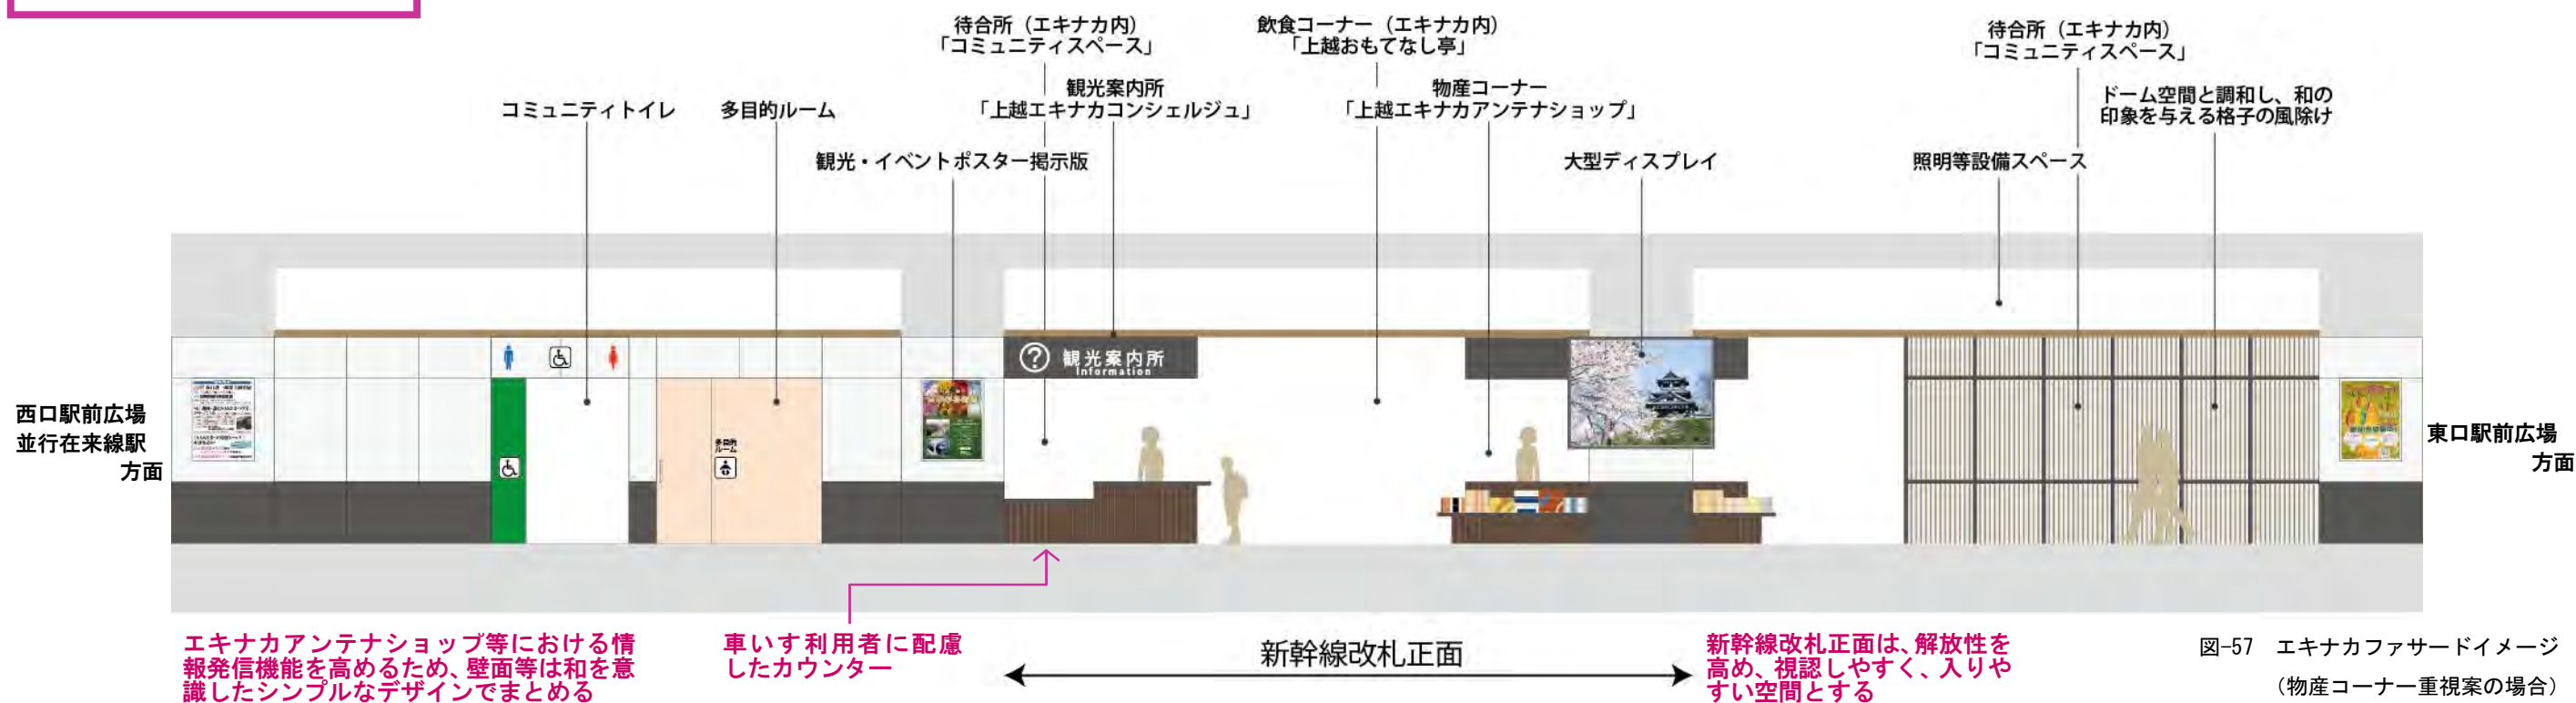 待合所（エキナカ内）
「コミュニティスペース」
飲食コーナー（エキナカ内）
「上越おもてなし亭」
待合所（エキナカ内）
「コミュニティスペース」
観光案内所
「上越エキナカコンシェルジュ」
物産コーナー
「上越エキナカアンテナショップ」
ドーム空間と調和し、和の
印象を与える格子の風除け
コミュニティトイレ
多目的ルーム
観光・イベントポスター掲示版
大型ディスプレイ
照明等設備スペース
? 観光案内所
Information
多目的
ルーム
西口駅前広場
並行在来線駅
方面
東口駅前広場
方面
エキナカアンテナショップ等における情
報発信機能を高めるため、壁面等は和を意
識したシンプルなデザインでまとめる
車いす利用者に配慮
したカウンター
新幹線改札正面
新幹線改札正面は、解放性を
高め、視認しやすく、入りや
すい空間とする
図-57　エキナカファサードイメージ
（物産コーナー重視案の場合）